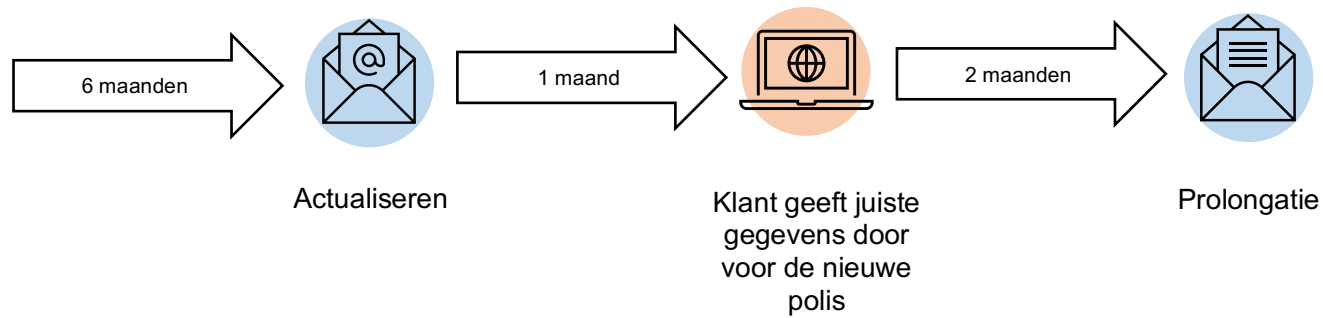 6 maanden
1 maand
2 maanden
Actualiseren
Klant geeft juiste
gegevens door
voor de nieuwe
polis
Prolongatie